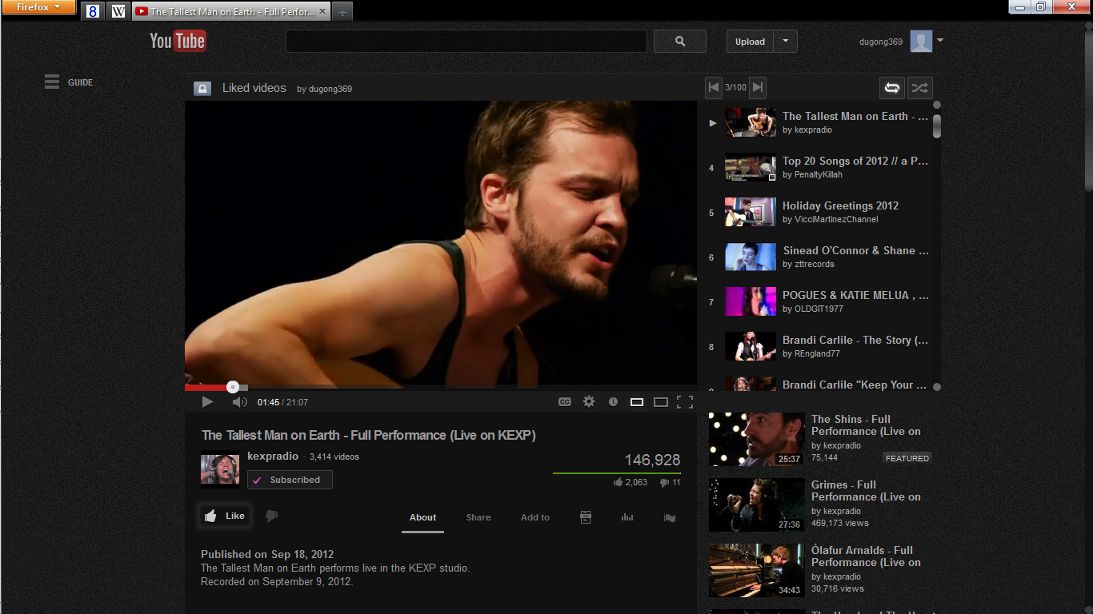 Firefox
8
W
The Tallest Man on Earth - Full Perfor...
YouTube
Upload
dugong369
GUIDE
Liked videos by dugong369
3/100
The Tallest Man on Earth - ...
by kexpradio
4
Top 20 Songs of 2012 // a P...
by PenaltyKillah
5
Holiday Greetings 2012
by VicciMartinezChannel
6
Sinead O'Connor & Shane ...
by zttrecords
7
POGUES & KATIE MELUA , ...
by OLDGIT1977
8
Brandi Carlile - The Story (...
by REngland77
Brandi Carlile "Keep Your ...
01:45 / 21:07
CC
The Tallest Man on Earth - Full Performance (Live on KEXP)
kexpradio · 3,414 videos
Subscribed
146,928
2,063 11
Like
About
Share
Add to
Published on Sep 18, 2012
The Tallest Man on Earth performs live in the KEXP studio.
Recorded on September 9, 2012.
The Shins - Full
Performance (Live on
by kexpradio
75,144
FEATURED
25:37
Grimes - Full
Performance (Live on
by kexpradio
469,173 views
27:36
Ólafur Arnalds - Full
Performance (Live on
by kexpradio
30,716 views
34:43